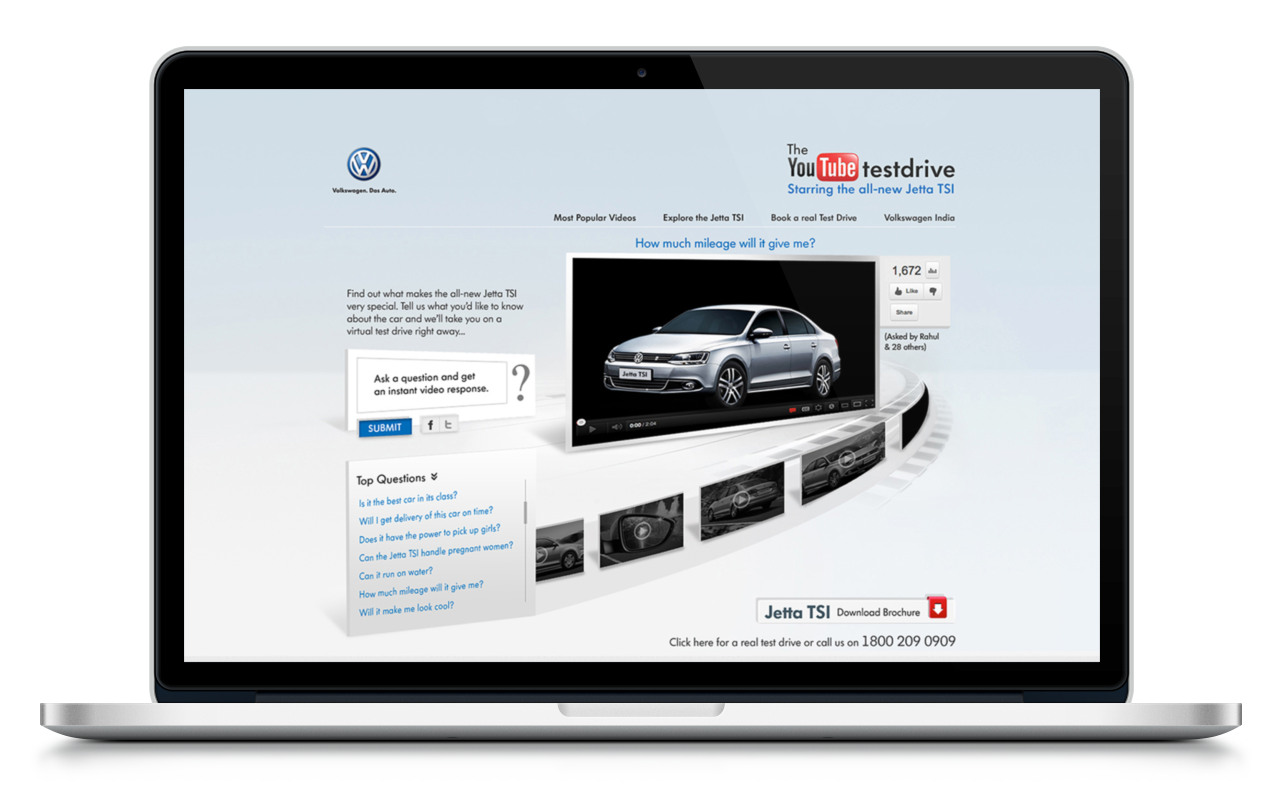 Volkswagen. Das Auto.
The
YouTube testdrive
Starring the all-new Jetta TSI
Most Popular Videos
Explore the Jetta TSI
Book a real Test Drive
Volkswagen India
How much mileage will it give me?
1,672
Like
Share
(Asked by Rahul
& 28 others)
Find out what makes the all-new Jetta TSI
very special. Tell us what you'd like to know
about the car and we'll take you on a
virtual test drive right away...
Jetta TSI
0:00 / 2:04
Ask a question and get
an instant video response.
?
SUBMIT
Top Questions
Is it the best car in its class?
Will I get delivery of this car on time?
Does it have the power to pick up girls?
Can the Jetta TSI handle pregnant women?
Can it run on water?
How much mileage will it give me?
Will it make me look cool?
Jetta TSI Download Brochure
Click here for a real test drive or call us on 1800 209 0909